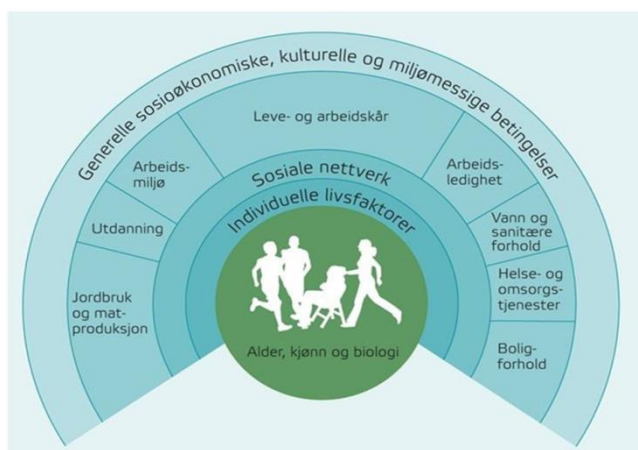 Generelle sosioøkonomiske, kulturelle og miljømessige betingelser
Leve- og arbeidskår
Arbeids-
miljø
Utdanning
Jordbruk
og mat-
produksjon
Arbeids-
ledighet
Vann og
sanitære
forhold
Helse- og
omsorgs-
tjenester
Bolig-
forhold
Sosiale nettverk
Individuelle livsfaktorer
Alder, kjønn og biologi